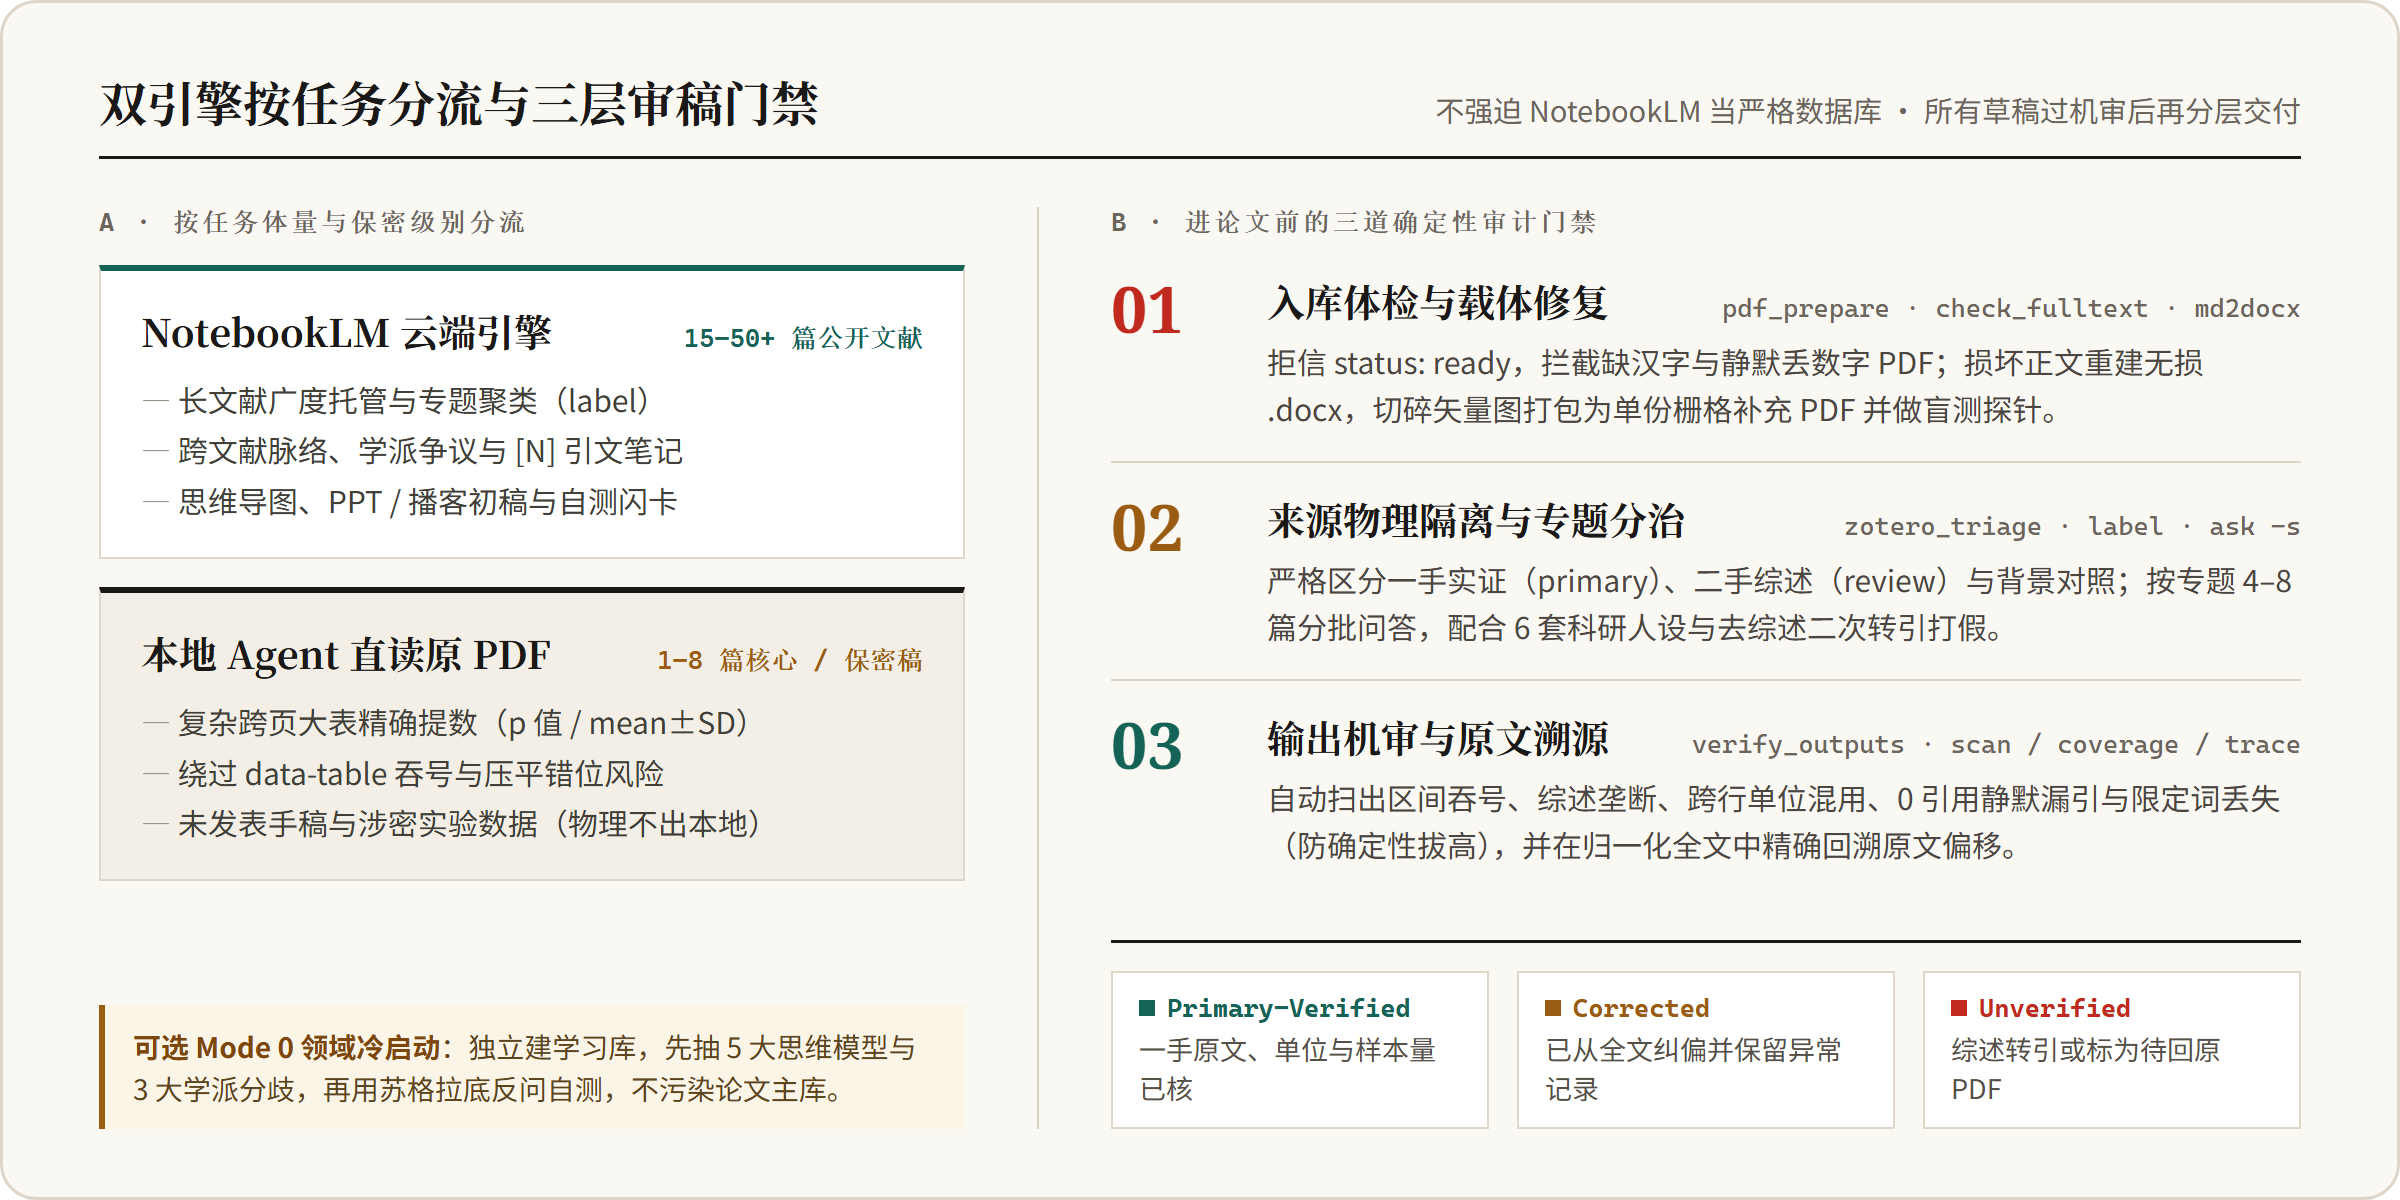 双引擎按任务分流与三层审稿门禁
不强迫 NotebookLM 当严格数据库 · 所有草稿过机审后再分层交付
A · 按任务体量与保密级别分流
NotebookLM 云端引擎
15–50+ 篇公开文献
— 长文献广度托管与专题聚类（label）
— 跨文献脉络、学派争议与 [N] 引文笔记
— 思维导图、PPT / 播客初稿与自测闪卡
本地 Agent 直读原 PDF
1–8 篇核心 / 保密稿
— 复杂跨页大表精确提数（p 值 / mean±SD）
— 绕过 data-table 吞号与压平错位风险
— 未发表手稿与涉密实验数据（物理不出本地）
可选 Mode 0 领域冷启动：独立建学习库，先抽 5 大思维模型与
3 大学派分歧，再用苏格拉底反问自测，不污染论文主库。
B · 进论文前的三道确定性审计门禁
01
入库体检与载体修复
pdf_prepare · check_fulltext · md2docx
拒信 status: ready，拦截缺汉字与静默丢数字 PDF；损坏正文重建无损
.docx，切碎矢量图打包为单份栅格补充 PDF 并做盲测探针。
02
来源物理隔离与专题分治
zotero_triage · label · ask -s
严格区分一手实证（primary）、二手综述（review）与背景对照；按专题 4–8
篇分批问答，配合 6 套科研人设与去综述二次转引打假。
03
输出机审与原文溯源
verify_outputs · scan / coverage / trace
自动扫出区间吞号、综述垄断、跨行单位混用、0 引用静默漏引与限定词丢失
（防确定性拔高），并在归一化全文中精确回溯原文偏移。
Primary-Verified
一手原文、单位与样本量
已核
Corrected
已从全文纠偏并保留异常
记录
Unverified
综述转引或标为待回原
PDF